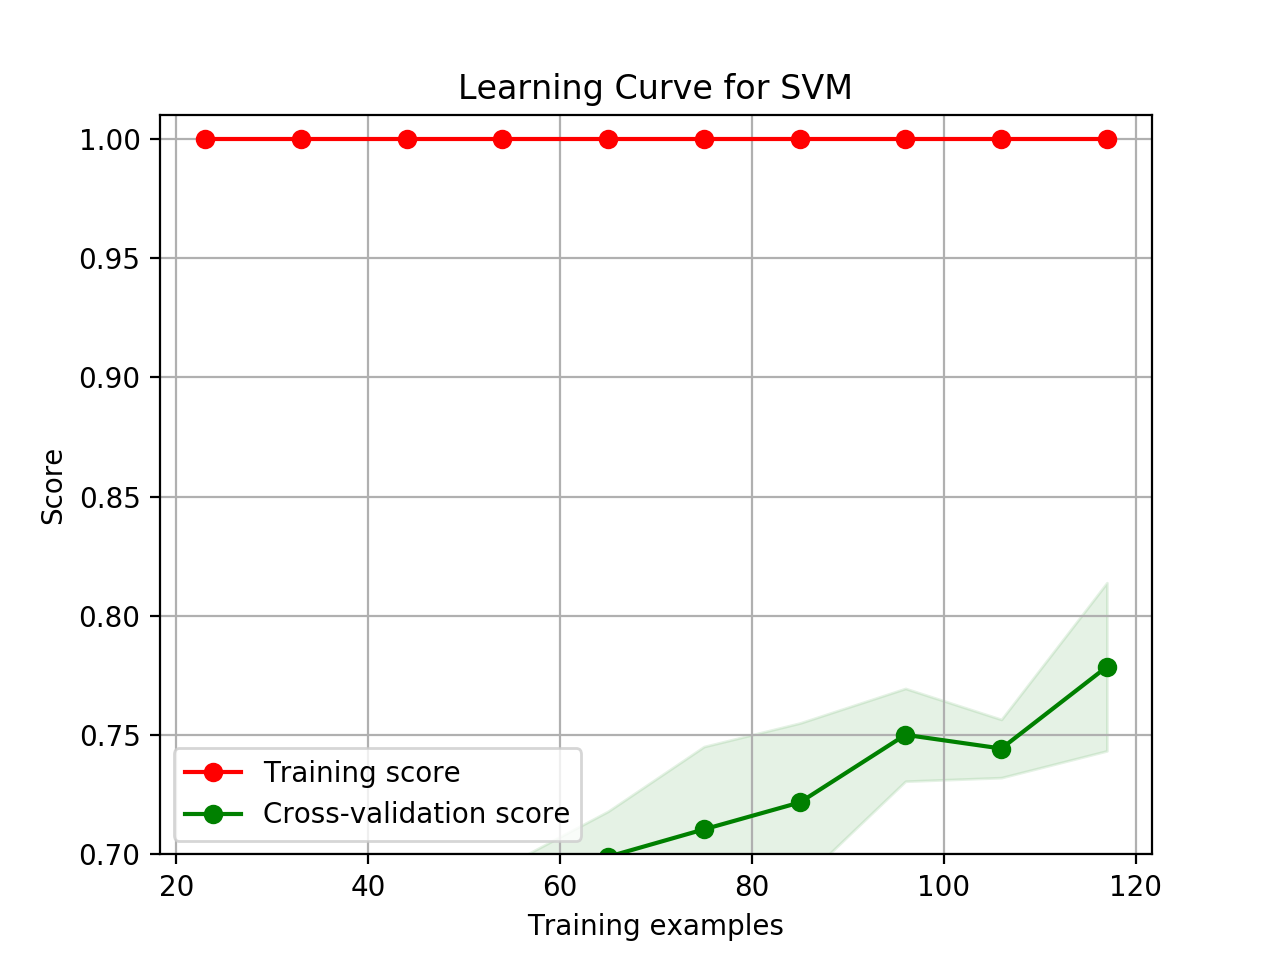 Learning Curve for SVM
1.00
0.95
0.90
0.85
0.80
0.75
0.70
Score
Training score
Cross-validation score
20 40 60 80 100 120
Training examples